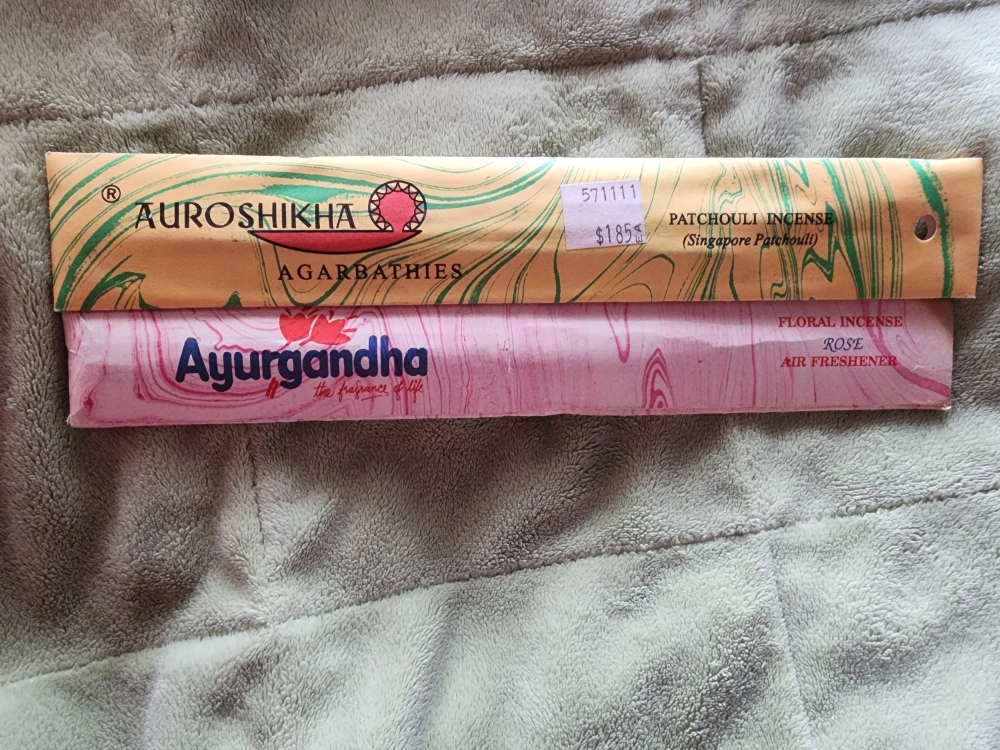 ® AUROSHIKHA
AGARBATHIES
571111
$185
PATCHOULI INCENSE
(Singapore Patchouli)
Ayurgandha
the fragrance of life
FLORAL INCENSE
ROSE
AIR FRESHENER